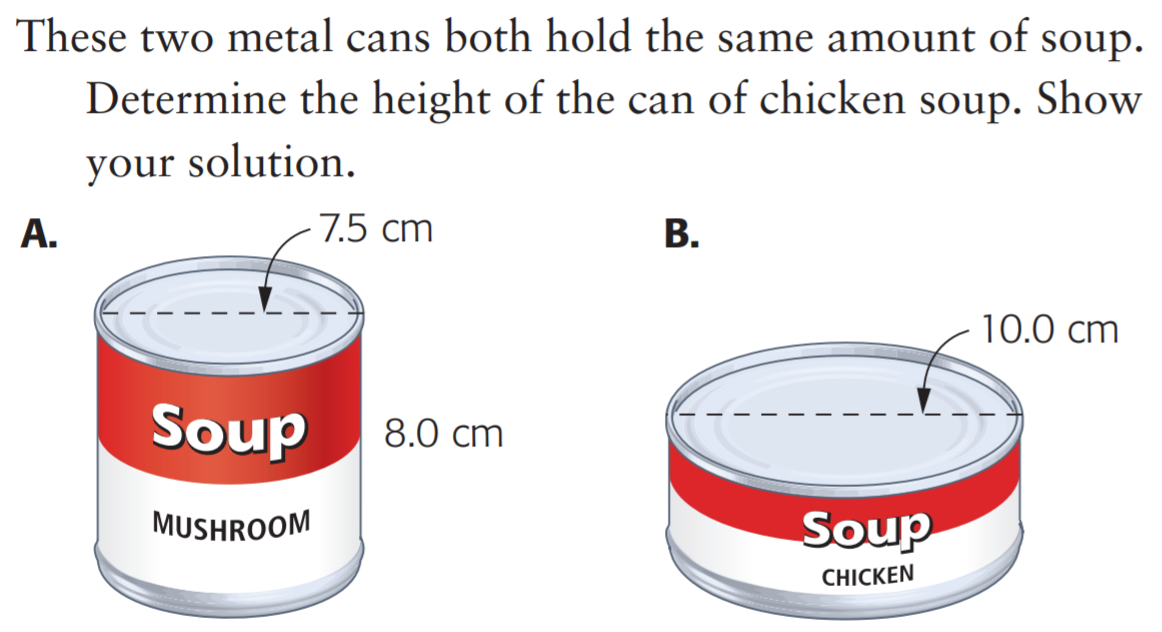 These two metal cans both hold the same amount of soup.
Determine the height of the can of chicken soup. Show
your solution.
A.
7.5 cm
Soup
8.0 cm
MUSHROOM
B.
10.0 cm
Soup
CHICKEN